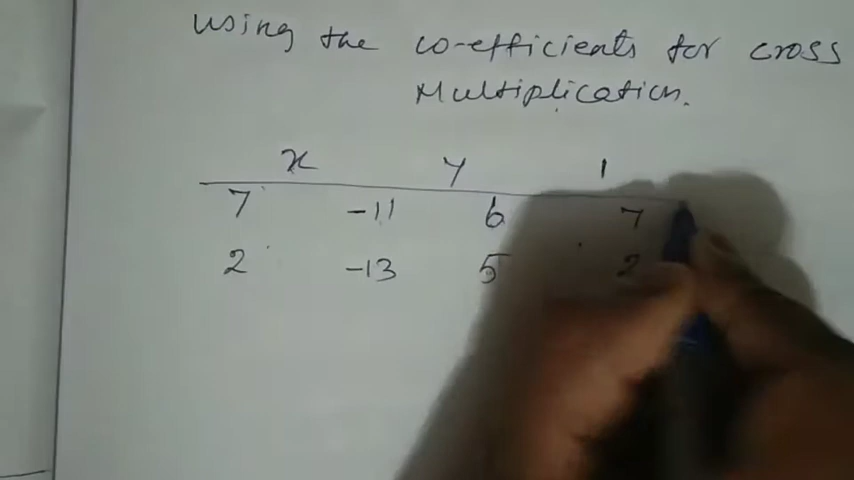 using the co-efficients for cross
Multiplication.
x y 1
7 -11 6 7
2 -13 5 2